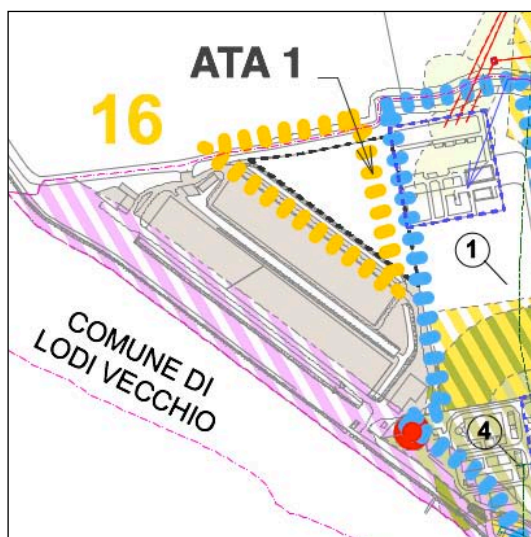 ATA 1
16
1
COMUNE DI
LODI VECCHIO
4